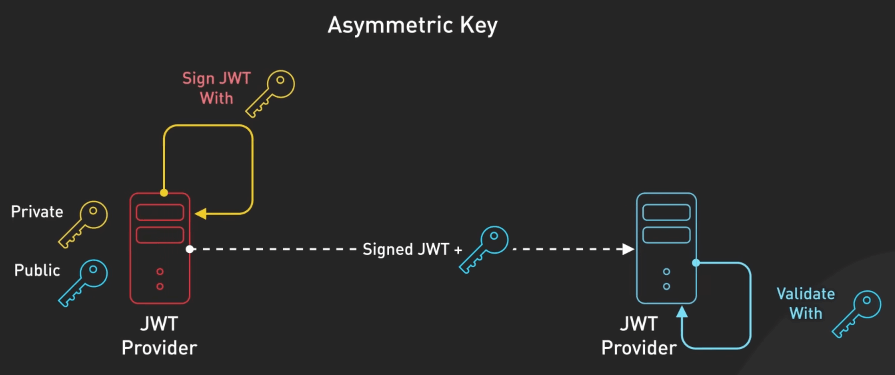 Asymmetric Key
Sign JWT
With
Private
Public
Signed JWT +
Validate
With
JWT
Provider
JWT
Provider